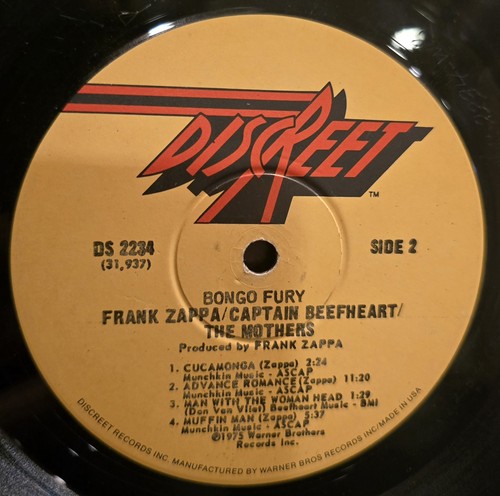 DISCREET
TM
DS 2234
(31,937)
SIDE 2
BONGO FURY
FRANK ZAPPA/CAPTAIN BEEFHEART/
THE MOTHERS
Produced by FRANK ZAPPA
1. CUCAMONGA (Zappa) 2:24
Munchkin Music - ASCAP
2. ADVANCE ROMANCE (Zappa) 11:20
Munchkin Music - ASCAP
3. MAN WITH THE WOMAN HEAD 1:29
(Don Van Vliet) Beefheart Music - BMI
4. MUFFIN MAN (Zappa) 5:37
Munchkin Music - ASCAP
©1975 Warner Brothers
Records Inc.
DISCREET RECORDS INC/MANUFACTURED BY WARNER BROS RECORDS INC/MADE IN USA